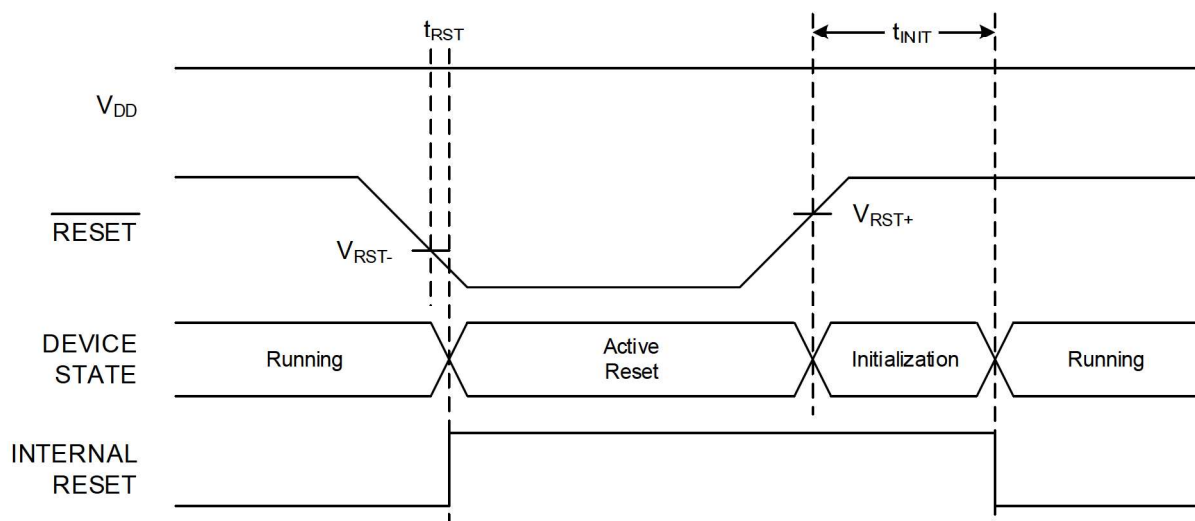 tRST
tINIT
VDD
RESET
VRST-
VRST+
DEVICE
STATE
Running
Active
Reset
Initialization
Running
INTERNAL
RESET